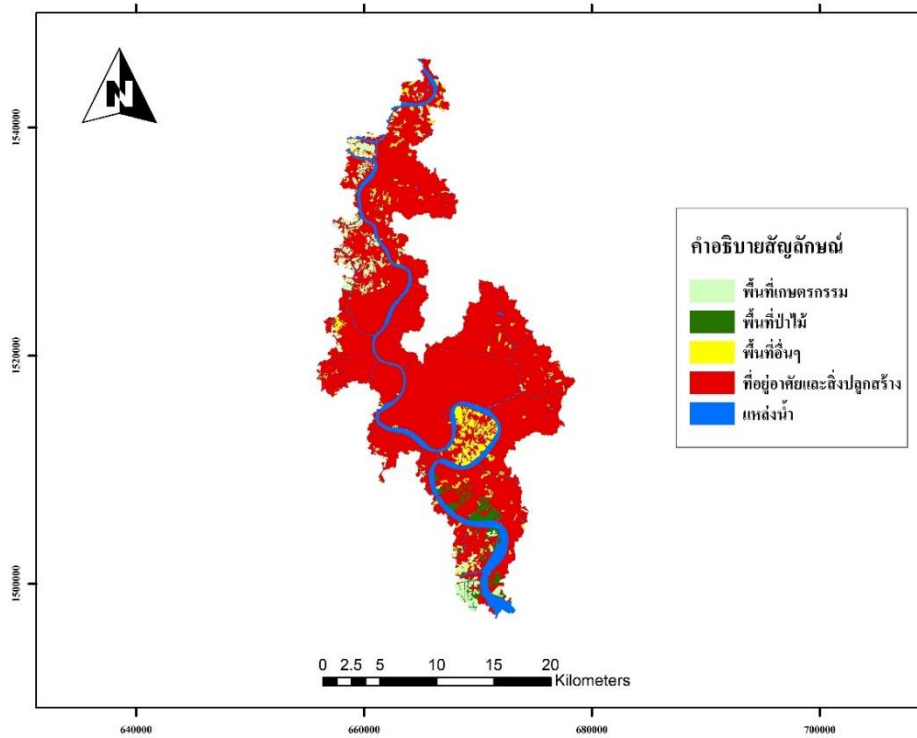 N
1540000
1520000
1500000
คำอธิบายสัญลักษณ์
พื้นที่เกษตรกรรม
พื้นที่ป่าไม้
พื้นที่อื่นๆ
ที่อยู่อาศัยและสิ่งปลูกสร้าง
แหล่งน้ำ
0 2.5 5 10 15 20
Kilometers
640000 660000 680000 700000